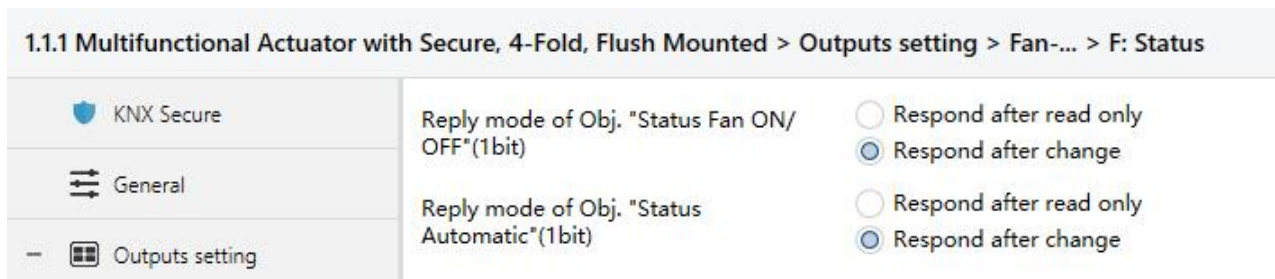 1.1.1 Multifunctional Actuator with Secure, 4-Fold, Flush Mounted > Outputs setting > Fan-... > F: Status
KNX Secure
General
– Outputs setting
Reply mode of Obj. "Status Fan ON/
OFF"(1bit)
Respond after read only
Respond after change
Reply mode of Obj. "Status
Automatic"(1bit)
Respond after read only
Respond after change